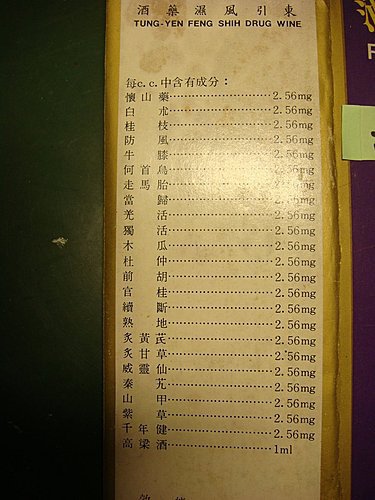 酒藥濕風引東
TUNG-YEN FENG SHIH DRUG WINE
每c.c.中含有成分：
懷山藥 2.56mg
白朮 2.56mg
桂枝 2.56mg
防風 2.56mg
牛膝 2.56mg
何首烏 2.56mg
走馬胎 2.56mg
當歸 2.56mg
羌活 2.56mg
獨活 2.56mg
木瓜 2.56mg
杜仲 2.56mg
前胡 2.56mg
官桂 2.56mg
續斷 2.56mg
熟地 2.56mg
炙黃芪 2.56mg
炙甘草 2.56mg
威靈仙 2.56mg
秦艽 2.56mg
山甲 2.56mg
紫草 2.56mg
千年健 2.56mg
高梁酒 1ml